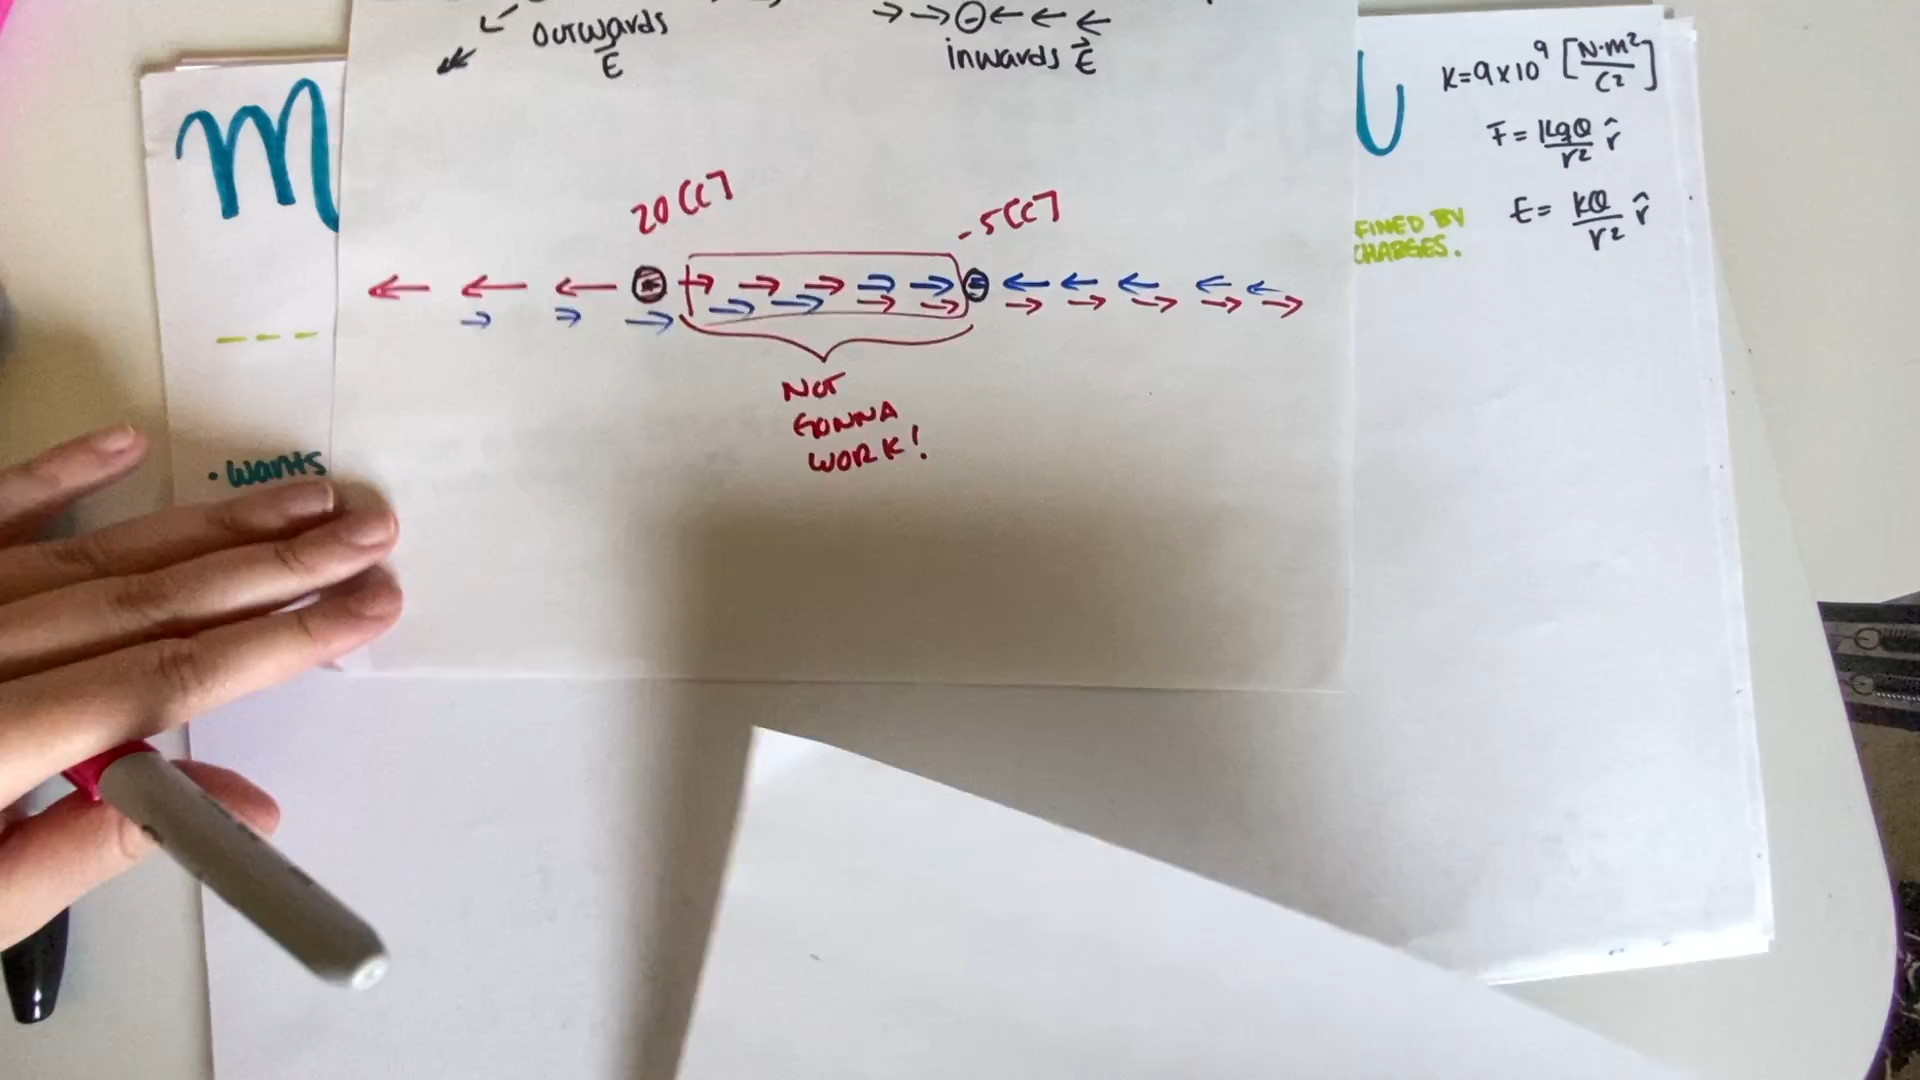 outwards
E
inwards E
K=9x10^9 [N·m²/C²]
F = KqQ/r² r̂
E = KQ/r² r̂
m
20 [C]
-5 [C]
FINED BY
CHARGES.
NOT
GONNA
WORK!
• wants